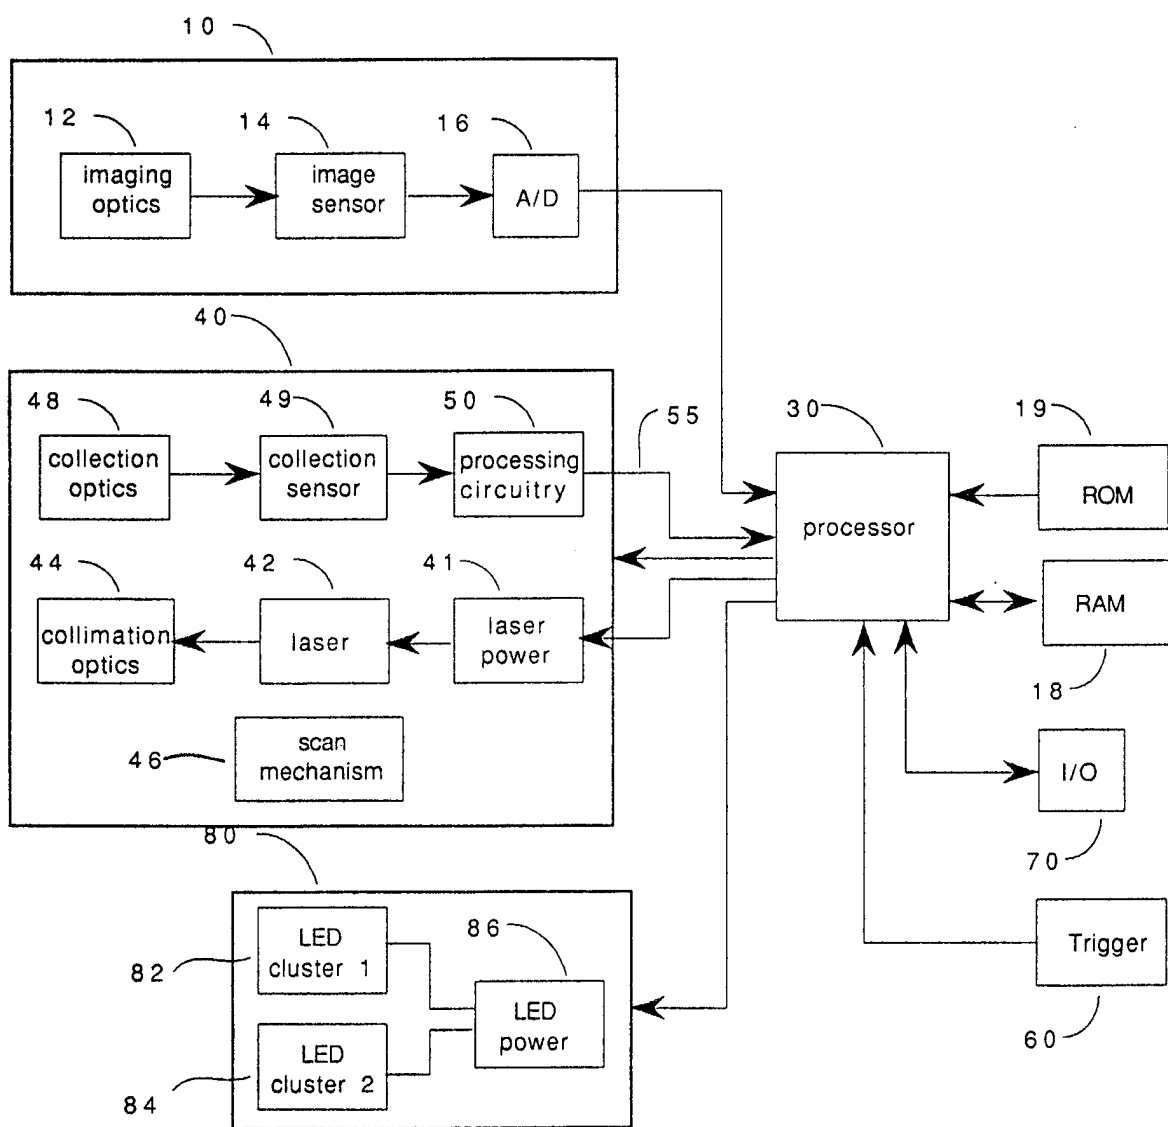 10
12
14
16
imaging
optics
image
sensor
A/D
40
48
49
50
55
30
19
collection
optics
collection
sensor
processing
circuitry
processor
ROM
44
42
41
collimation
optics
laser
laser
power
RAM
18
46
scan
mechanism
I/O
70
80
82
LED
cluster 1
86
LED
power
Trigger
60
84
LED
cluster 2